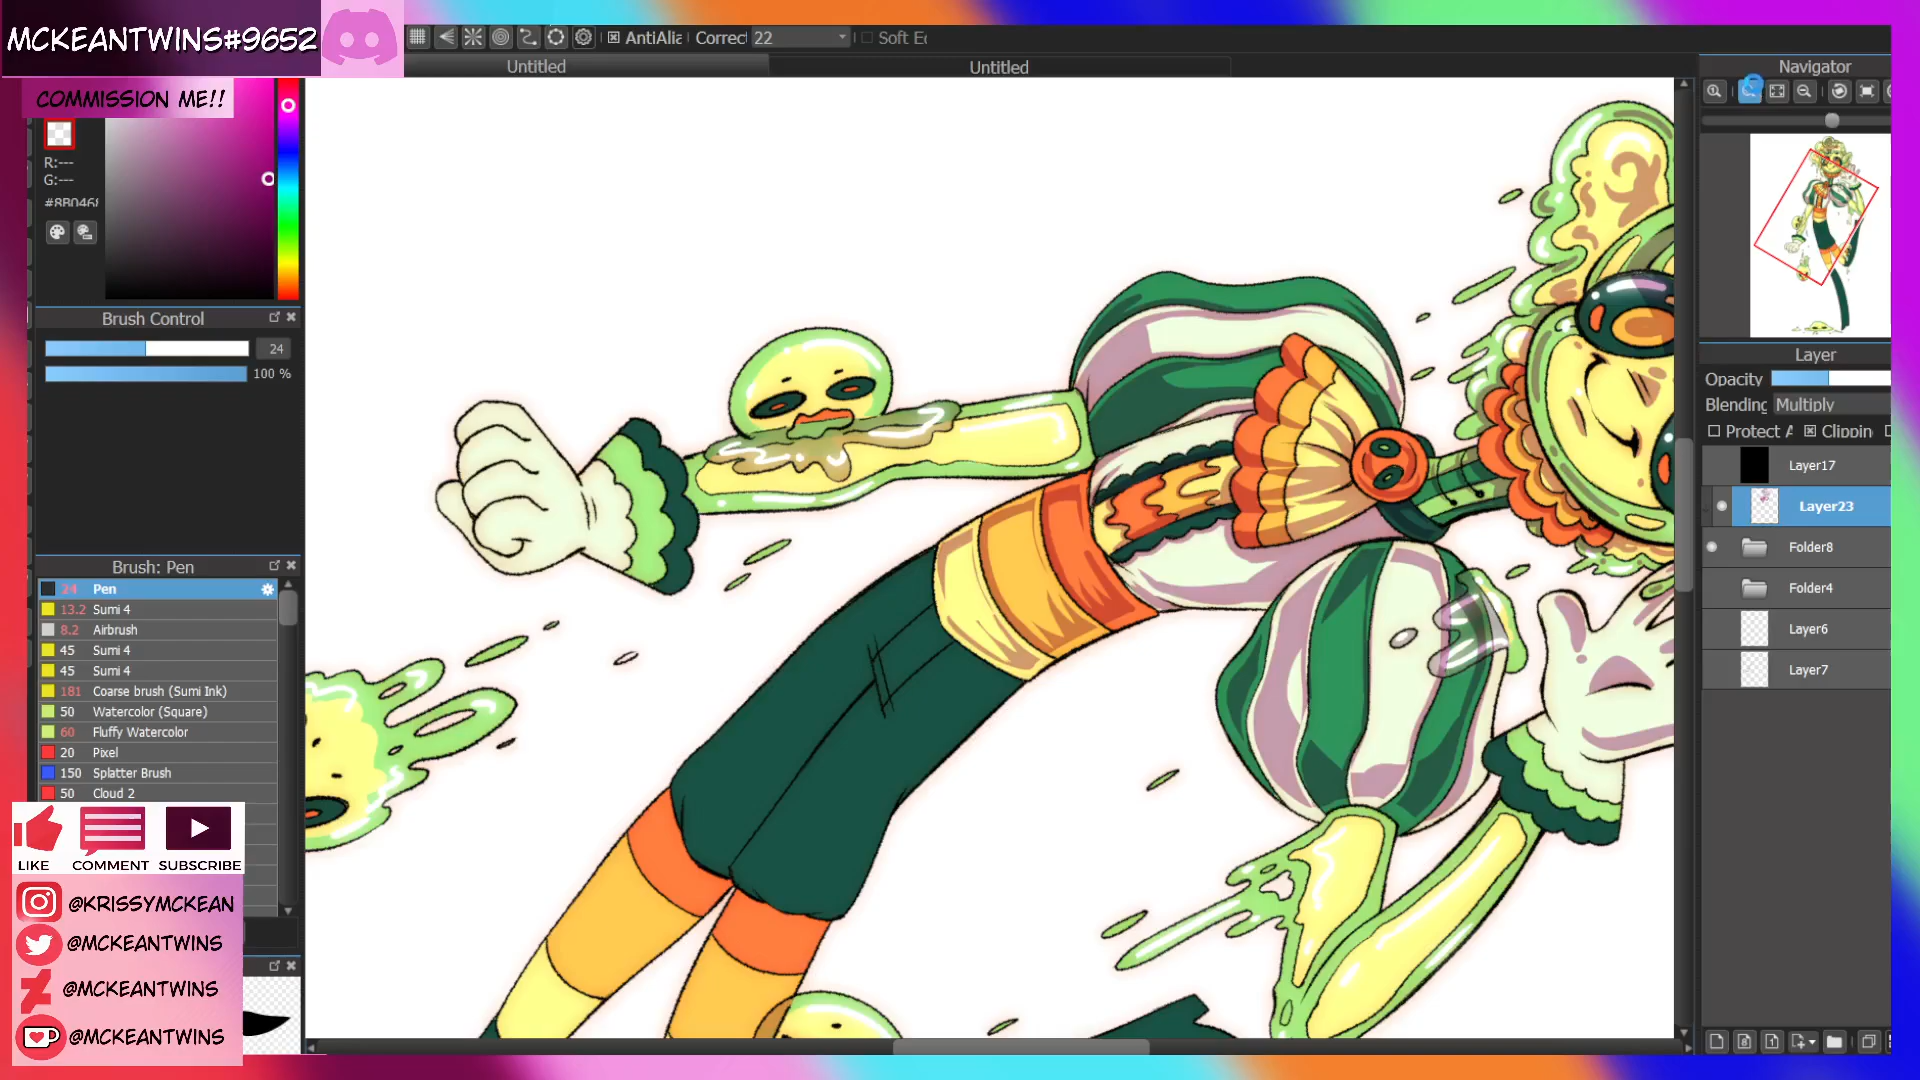 MCKEANTWINS#9652
COMMISSION ME!!
AntiAlia
Correct
22
Soft Ed
Untitled
Untitled
Navigator
R:---
G:---
#8B046
Brush Control
24
100 %
Brush: Pen
24 Pen
13.2 Sumi 4
8.2 Airbrush
45 Sumi 4
45 Sumi 4
181 Coarse brush (Sumi Ink)
50 Watercolor (Square)
60 Fluffy Watercolor
20 Pixel
150 Splatter Brush
50 Cloud 2
LIKE
COMMENT
SUBSCRIBE
@KRISSYMCKEAN
@MCKEANTWINS
@MCKEANTWINS
@MCKEANTWINS
Layer
Opacity
Blending
Multiply
Protect A
Clippin
Layer17
Layer23
Folder8
Folder4
Layer6
Layer7